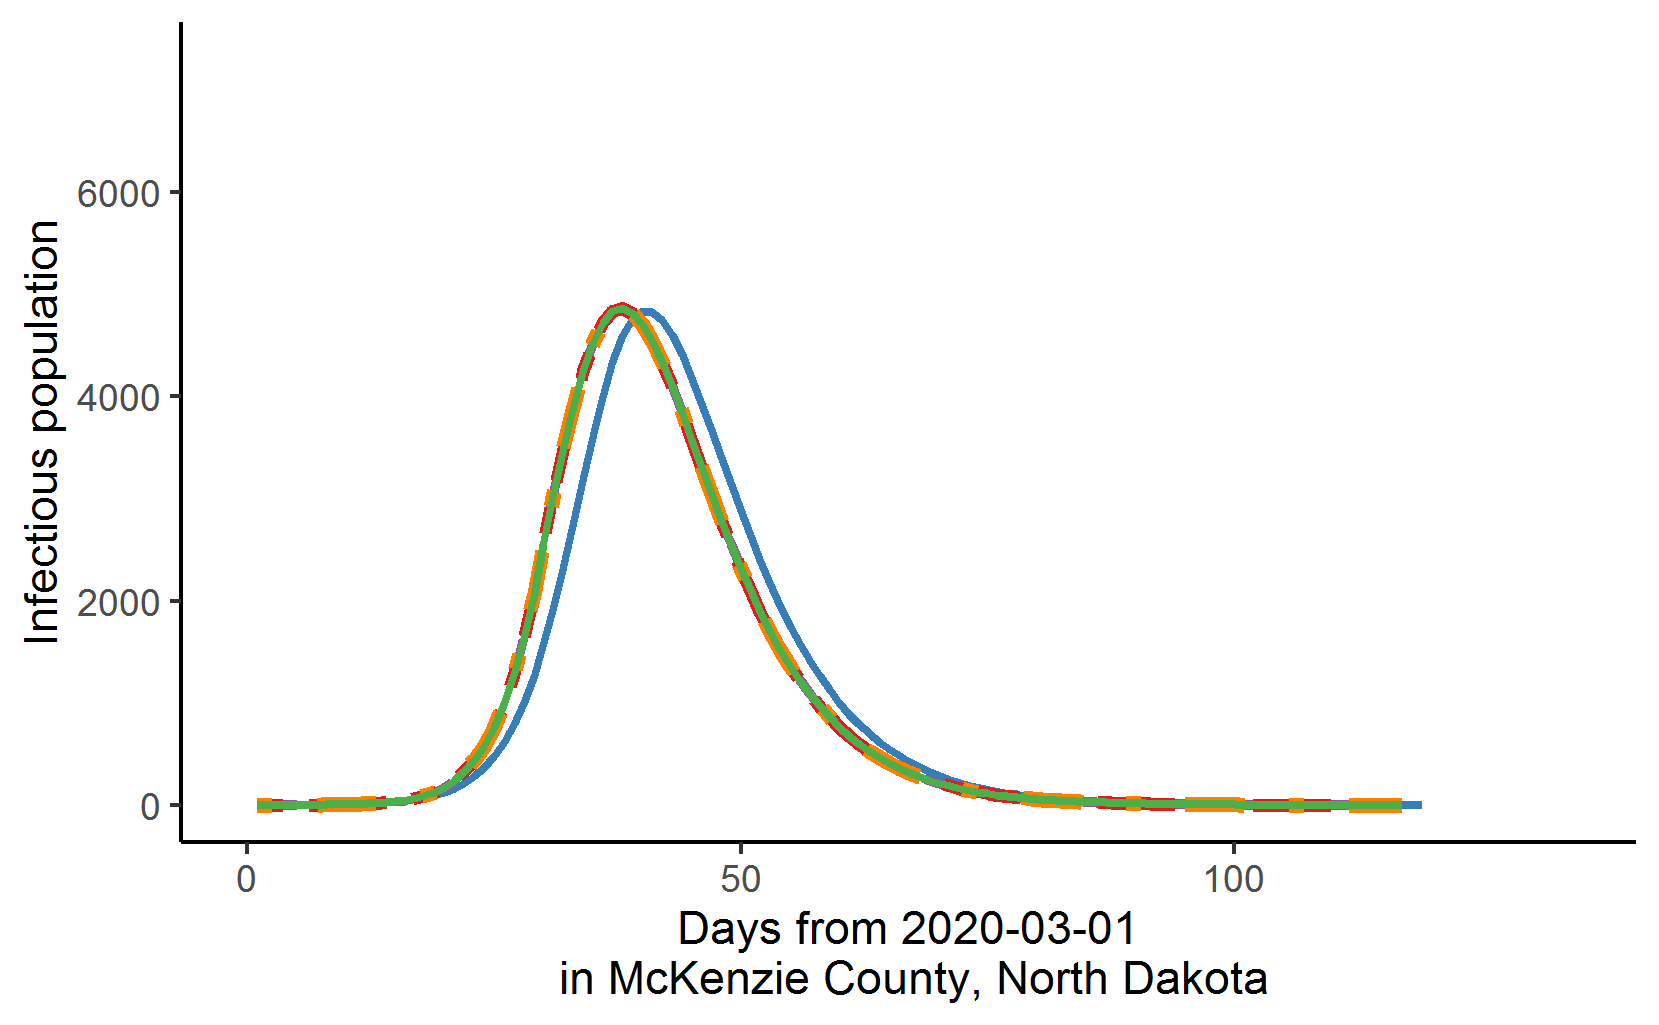 Infectious population
6000
4000
2000
0
0 50 100
Days from 2020-03-01
in McKenzie County, North Dakota